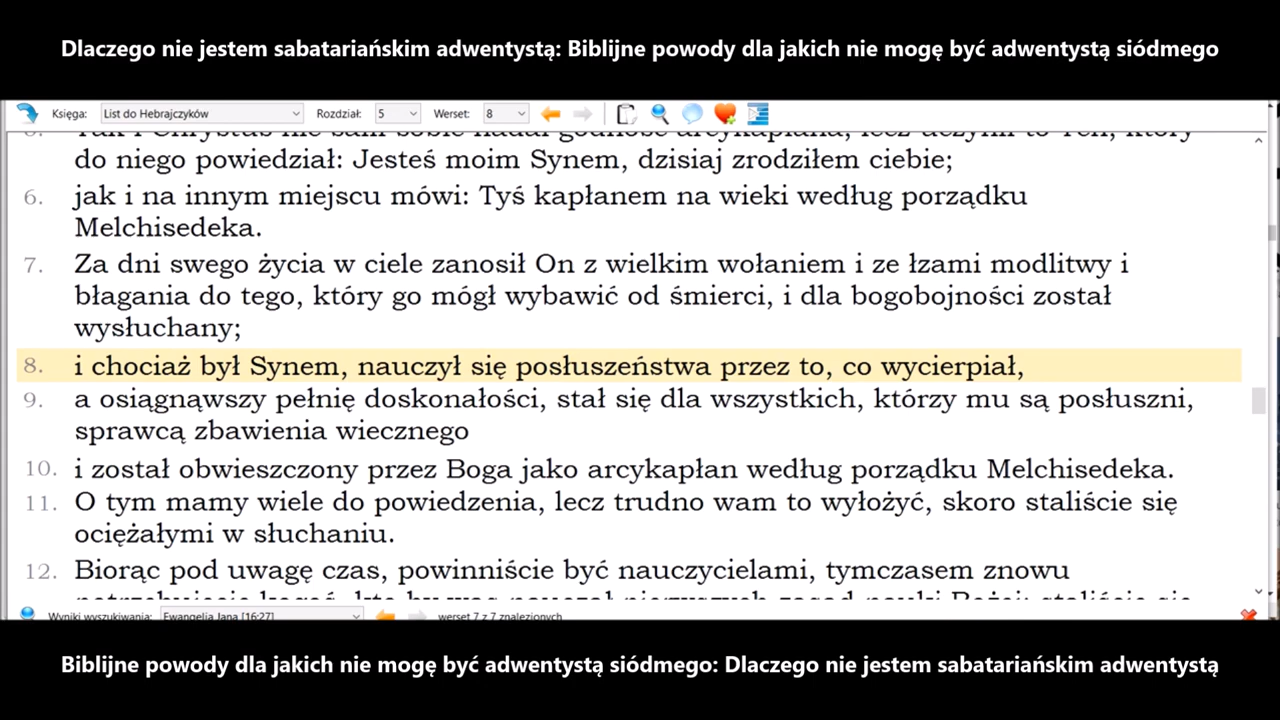 Dlaczego nie jestem sabatariańskim adwentystą: Biblijne powody dla jakich nie mogę być adwentystą siódmego
Księga: List do Hebrajczyków Rozdział: 5 Werset: 8
do niego powiedział: Jesteś moim Synem, dzisiaj zrodziłem ciebie;
6. jak i na innym miejscu mówi: Tyś kapłanem na wieki według porządku
Melchisedeka.
7. Za dni swego życia w ciele zanosił On z wielkim wołaniem i ze łzami modlitwy i
błagania do tego, który go mógł wybawić od śmierci, i dla bogobojności został
wysłuchany;
8. i chociaż był Synem, nauczył się posłuszeństwa przez to, co wycierpiał,
9. a osiągnąwszy pełnię doskonałości, stał się dla wszystkich, którzy mu są posłuszni,
sprawcą zbawienia wiecznego
10. i został obwieszczony przez Boga jako arcykapłan według porządku Melchisedeka.
11. O tym mamy wiele do powiedzenia, lecz trudno wam to wyłożyć, skoro staliście się
ociężałymi w słuchaniu.
12. Biorąc pod uwagę czas, powinniście być nauczycielami, tymczasem znowu
Wyniki wyszukiwania: Ewangelia Jana [16:27] werset 7 z 7 znalezionych
Biblijne powody dla jakich nie mogę być adwentystą siódmego: Dlaczego nie jestem sabatariańskim adwentystą